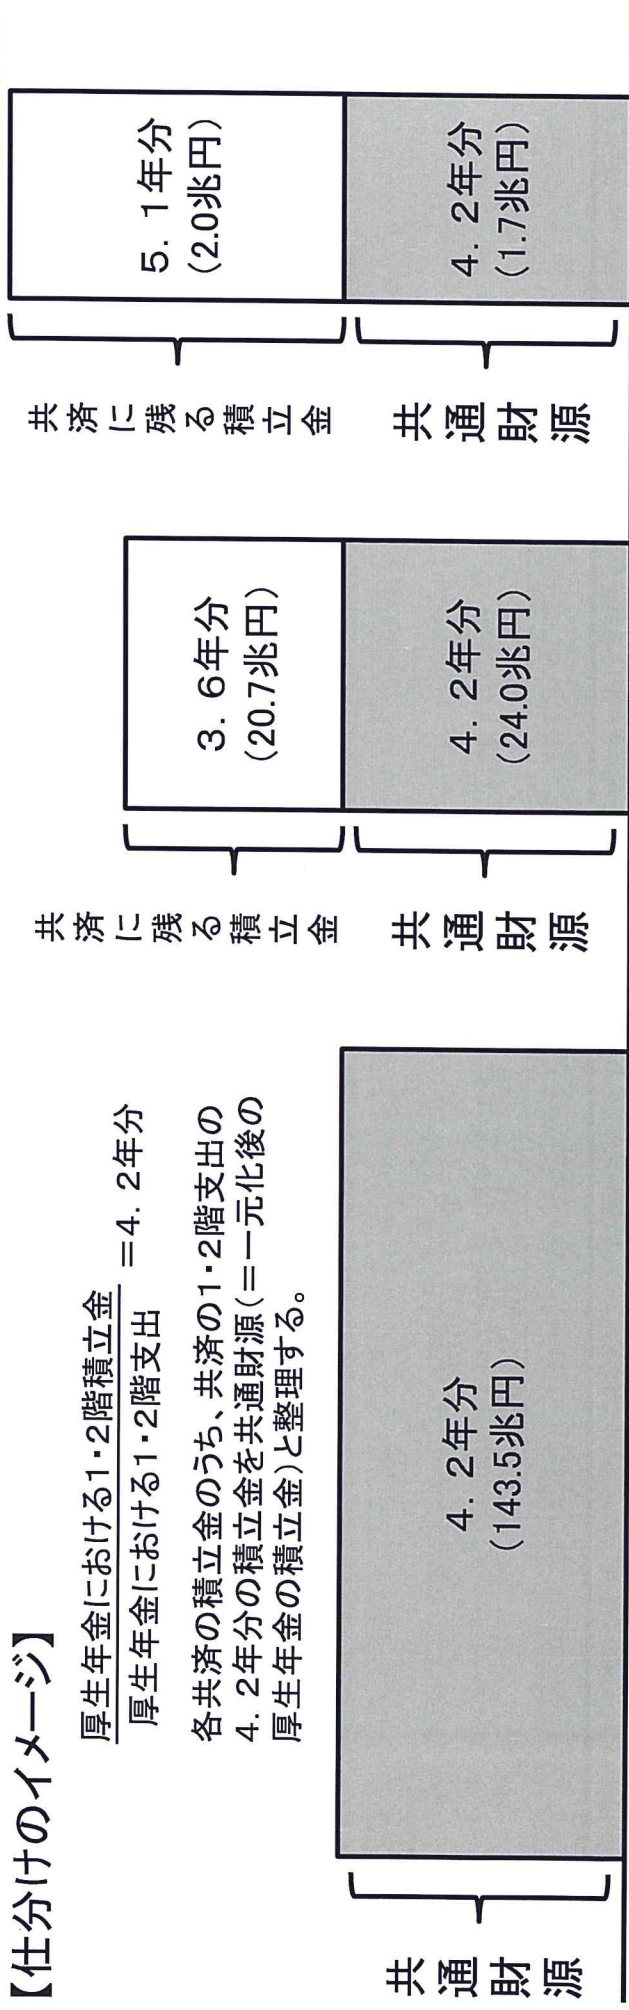 【仕分けのイメージ】
厚生年金における1・2階積立金
厚生年金における1・2階支出
＝4．2年分
各共済の積立金のうち、共済の1・2階支出の
4．2年分の積立金を共通財源（＝一元化後の
厚生年金の積立金）と整理する。
共通財源
4．2年分
（143.5兆円）
共済に残る積立金
3．6年分
（20.7兆円）
共通財源
4．2年分
（24.0兆円）
共済に残る積立金
5．1年分
（2.0兆円）
共通財源
4．2年分
（1.7兆円）